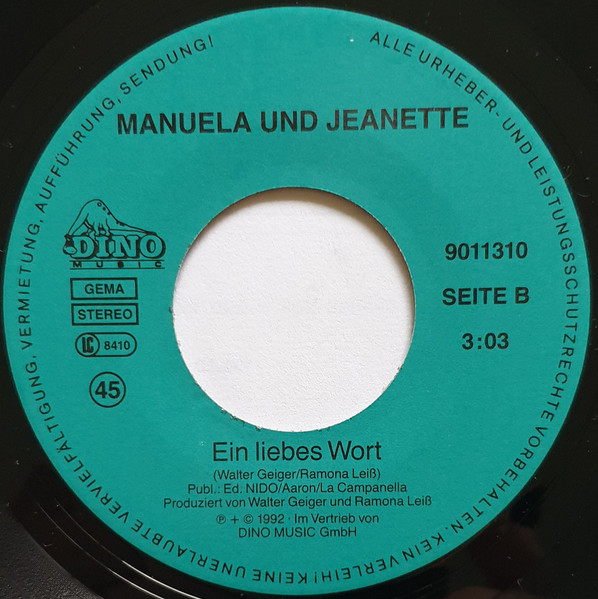 ALLE URHEBER- UND LEISTUNGSSCHUTZRECHTE VORBEHALTEN. KEIN VERLEIH! KEINE UNERLAUBTE VERVIELFÄLTIGUNG, VERMIETUNG, AUFFÜHRUNG, SENDUNG!
MANUELA UND JEANETTE
DINO
MUSIC
GEMA
STEREO
LC 8410
45
9011310
SEITE B
3:03
Ein liebes Wort
(Walter Geiger/Ramona Leiß)
Publ.: Ed. NIDO/Aaron/La Campanella
Produziert von Walter Geiger und Ramona Leiß
℗ + © 1992 · Im Vertrieb von
DINO MUSIC GmbH